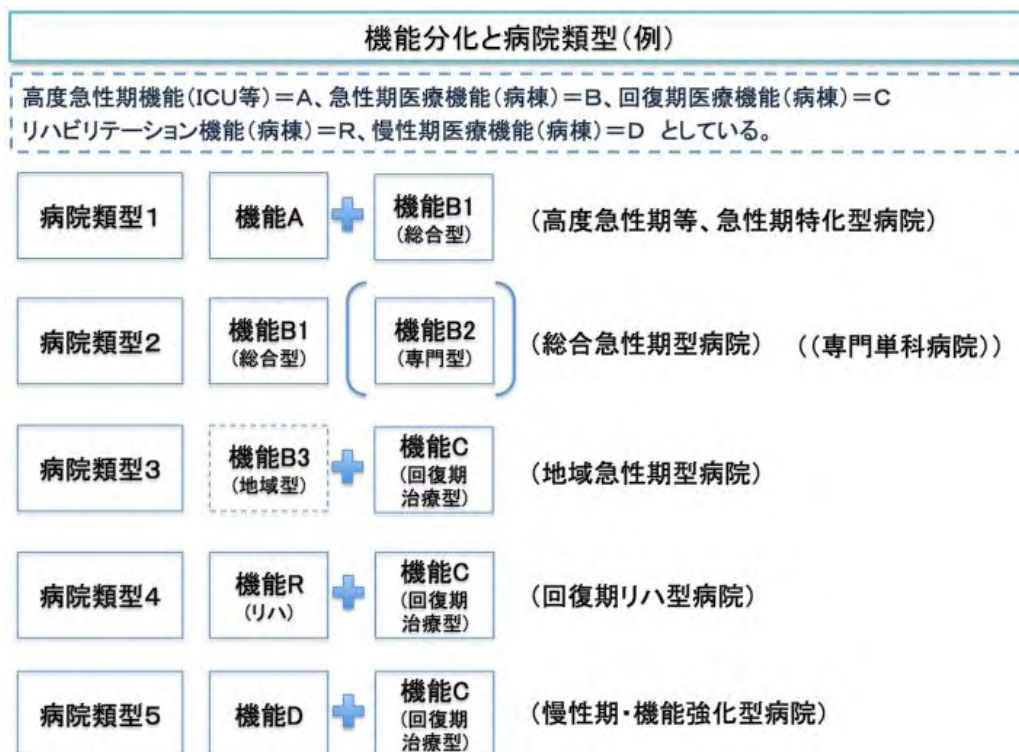 機能分化と病院類型(例)
高度急性期機能(ICU等)=A、急性期医療機能(病棟)=B、回復期医療機能(病棟)=C
リハビリテーション機能(病棟)=R、慢性期医療機能(病棟)=D としている。
病院類型1
機能A
機能B1
(総合型)
(高度急性期等、急性期特化型病院)
病院類型2
機能B1
(総合型)
機能B2
(専門型)
(総合急性期型病院) ((専門単科病院))
病院類型3
機能B3
(地域型)
機能C
(回復期
治療型)
(地域急性期型病院)
病院類型4
機能R
(リハ)
機能C
(回復期
治療型)
(回復期リハ型病院)
病院類型5
機能D
機能C
(回復期
治療型)
(慢性期・機能強化型病院)